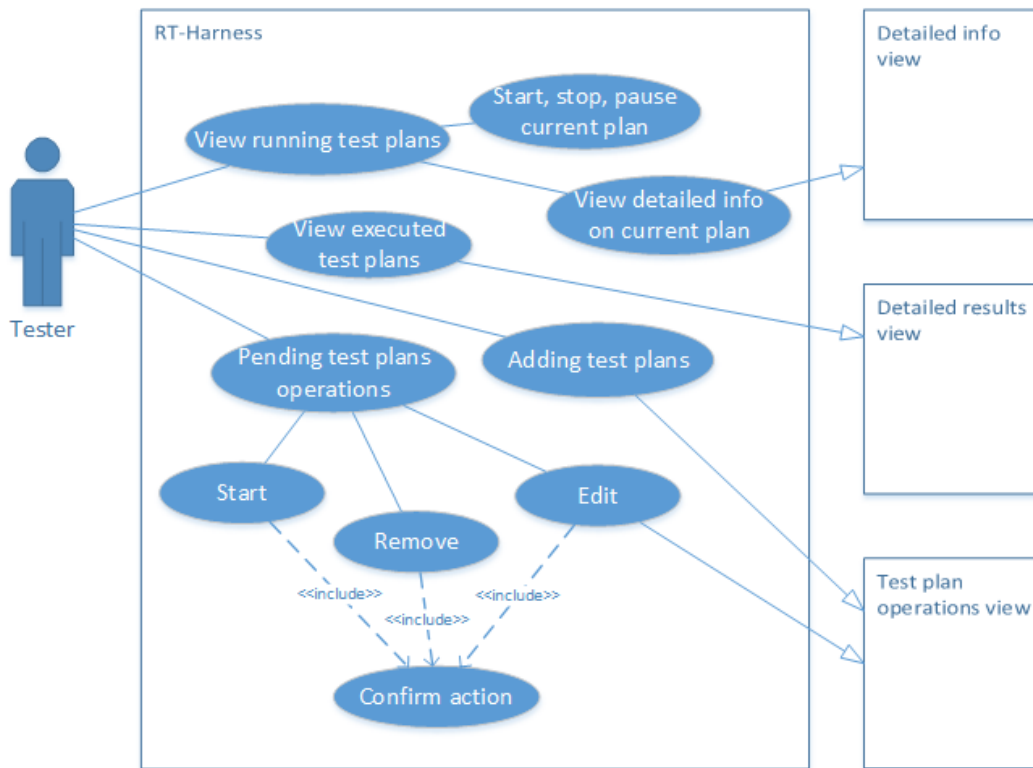 RT-Harness
Detailed info
view
Start, stop, pause
current plan
View running test plans
View detailed info
on current plan
View executed
test plans
Detailed results
view
Tester
Pending test plans
operations
Adding test plans
Start
Edit
Remove
Test plan
operations view
<<include>>
<<include>>
<<include>>
Confirm action